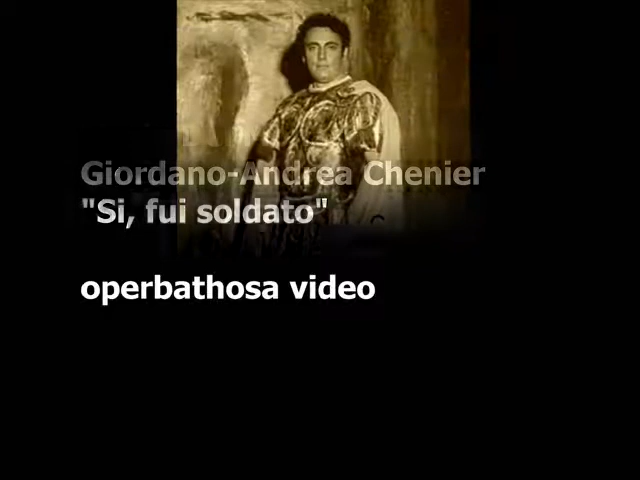 Giordano-Andrea Chenier
"Si, fui soldato"
operbathosa video